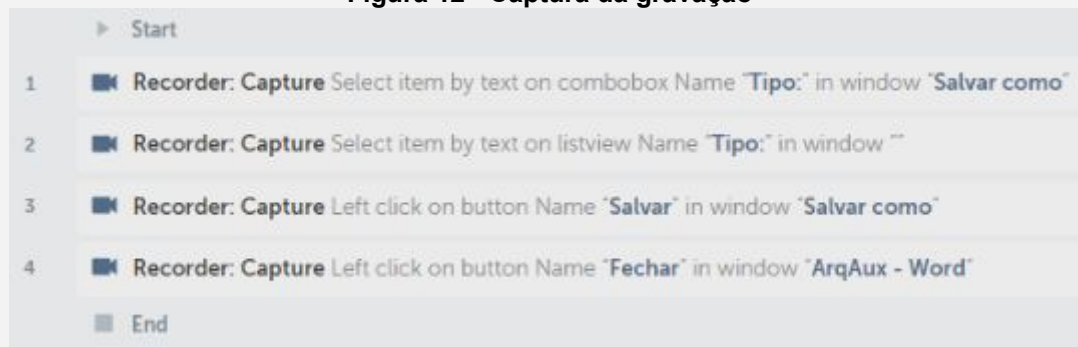 Figura 12 - Captura da gravação
Start
1 Recorder: Capture Select item by text on combobox Name "Tipo:" in window "Salvar como"
2 Recorder: Capture Select item by text on listview Name "Tipo:" in window ""
3 Recorder: Capture Left click on button Name "Salvar" in window "Salvar como"
4 Recorder: Capture Left click on button Name "Fechar" in window "ArqAux - Word"
End